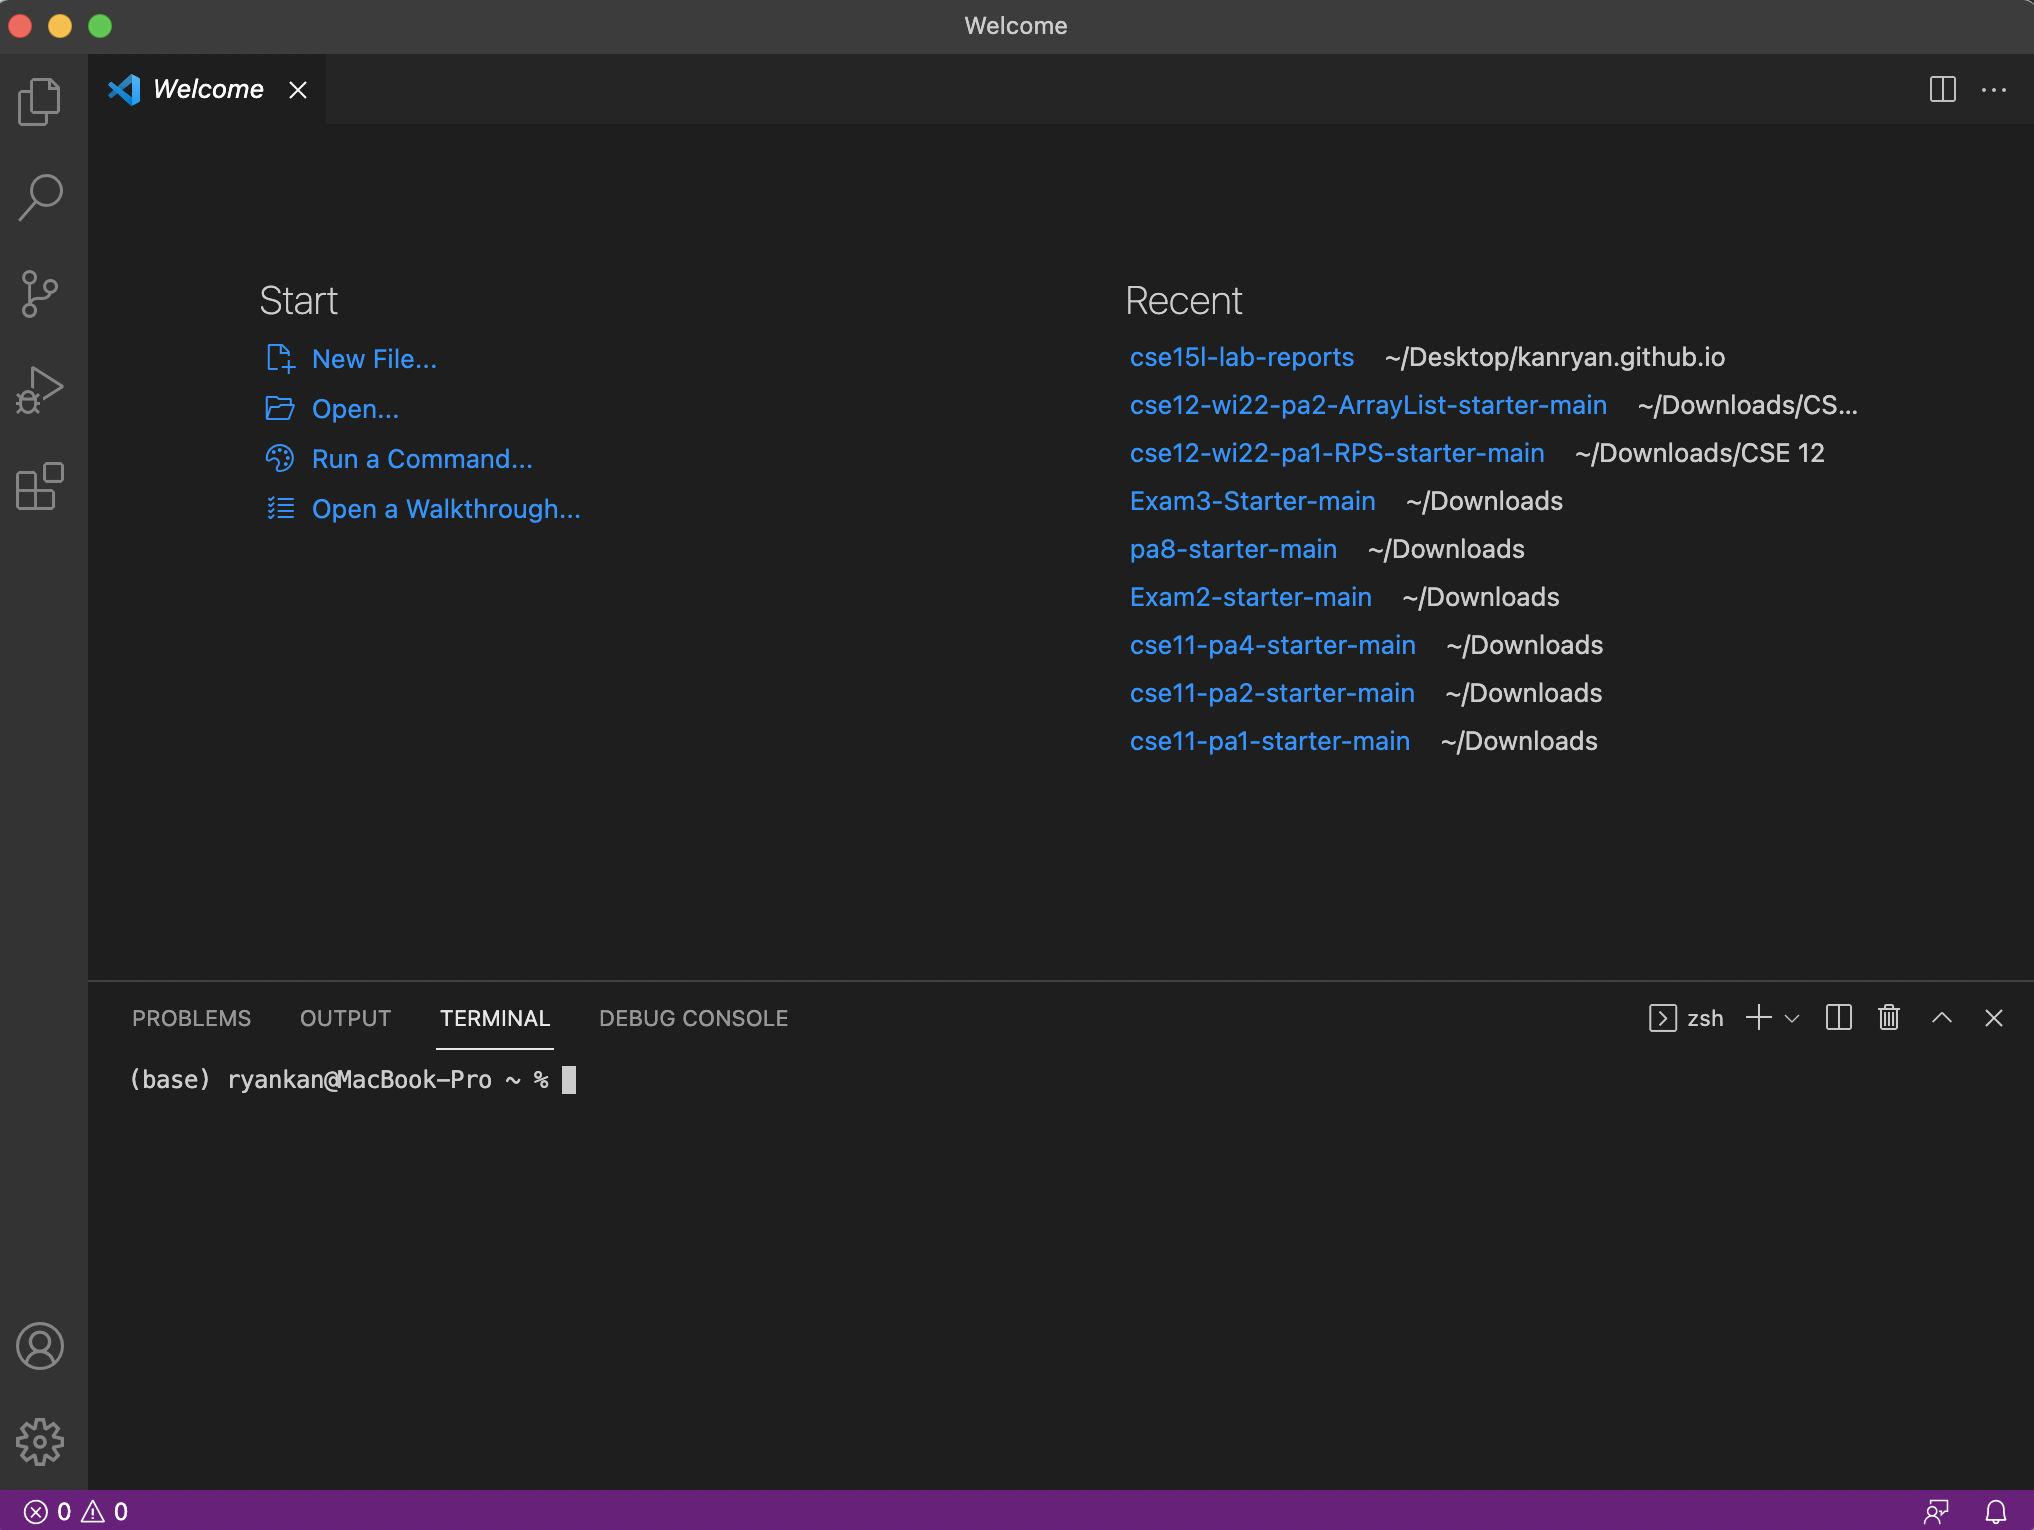 Welcome
Welcome
Start
New File...
Open...
Run a Command...
Open a Walkthrough...
Recent
cse15l-lab-reports ~/Desktop/kanryan.github.io
cse12-wi22-pa2-ArrayList-starter-main ~/Downloads/CS...
cse12-wi22-pa1-RPS-starter-main ~/Downloads/CSE 12
Exam3-Starter-main ~/Downloads
pa8-starter-main ~/Downloads
Exam2-starter-main ~/Downloads
cse11-pa4-starter-main ~/Downloads
cse11-pa2-starter-main ~/Downloads
cse11-pa1-starter-main ~/Downloads
PROBLEMS OUTPUT TERMINAL DEBUG CONSOLE zsh
(base) ryankan@MacBook-Pro ~ %
0 0